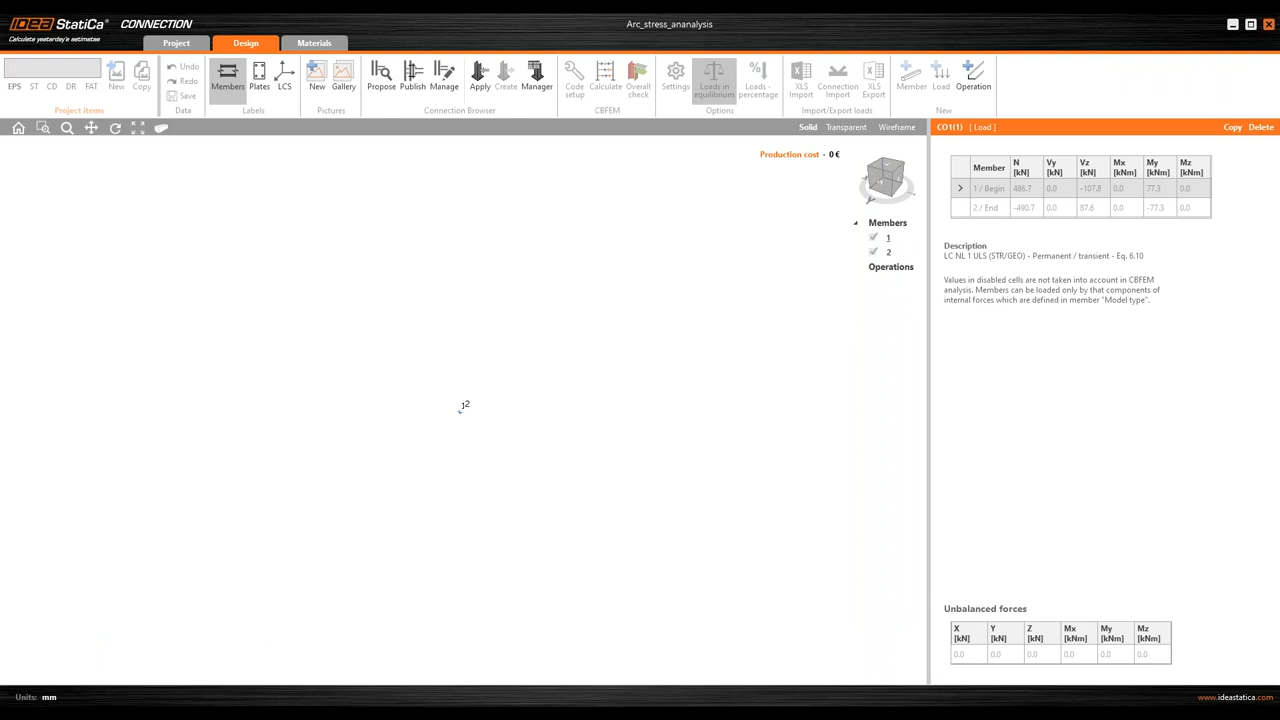 IDEA StatiCa® CONNECTION
Calculate yesterday's estimates
Arc_stress_ananalysis
Project Design Materials
EPS ST CD DR FAT New Copy
Project items
Undo
Redo
Save
Data
Members Plates LCS
Labels
New Gallery
Pictures
Propose Publish Manage Apply Create Manager
Connection Browser
Code setup Calculate Overall check
CBFEM
Settings Loads in equilibrium Loads - percentage
Options
XLS Import Connection Import XLS Export
Import/Export loads
Member Load Operation
New
Solid Transparent Wireframe
CO1(1) [ Load ] Copy Delete
Production cost - 0 €
Members
1
2
Operations
2
Member N [kN] Vy [kN] Vz [kN] Mx [kNm] My [kNm] Mz [kNm]
> 1 / Begin 486.7 0.0 -107.8 0.0 77.3 0.0
2 / End -490.7 0.0 87.6 0.0 -77.3 0.0
Description
LC NL 1 ULS (STR/GEO) - Permanent / transient - Eq. 6.10
Values in disabled cells are not taken into account in CBFEM
analysis. Members can be loaded only by that components of
internal forces which are defined in member "Model type".
Unbalanced forces
X [kN] Y [kN] Z [kN] Mx [kNm] My [kNm] Mz [kNm]
0.0 0.0 0.0 0.0 0.0 0.0
Units: mm
www.ideastatica.com